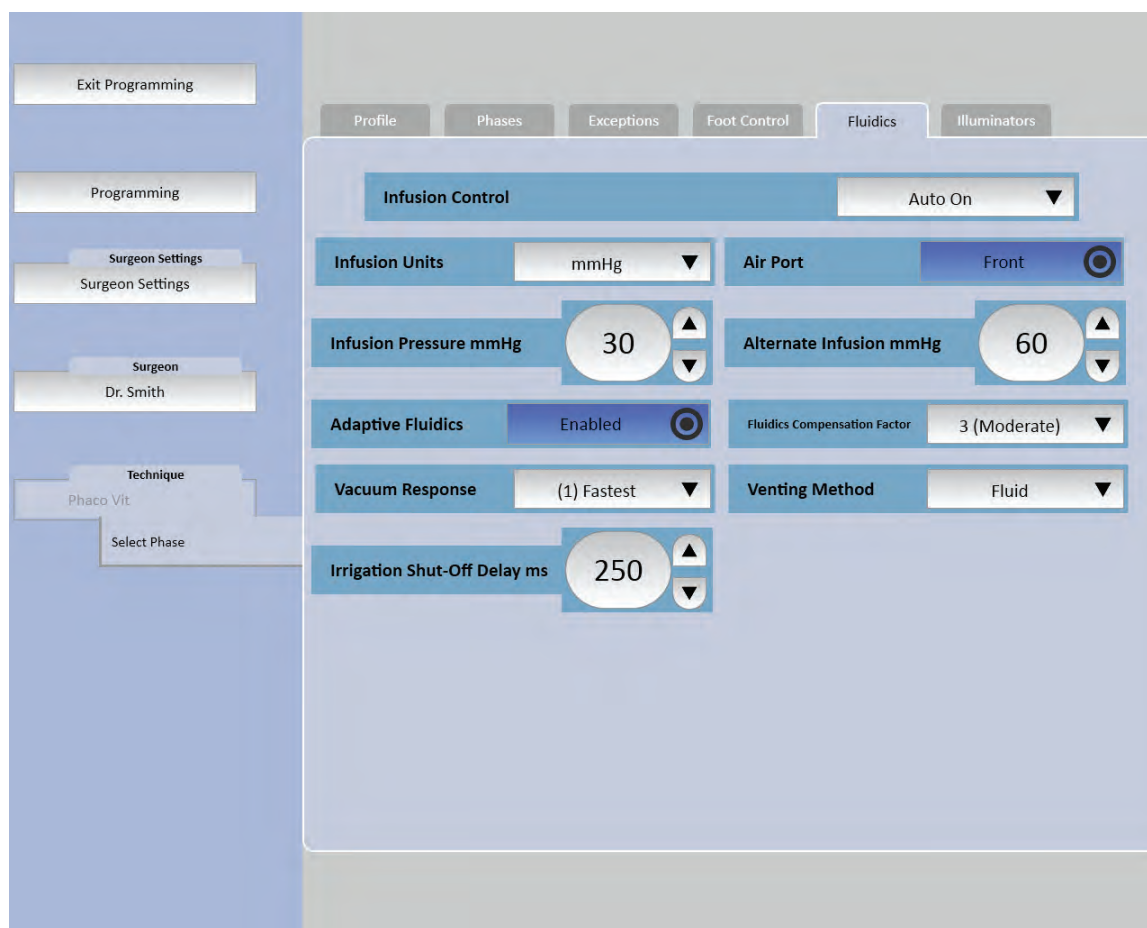 Exit Programming
Programming
Surgeon Settings
Surgeon Settings
Surgeon
Dr. Smith
Technique
Phaco Vit
Select Phase
Profile Phases Exceptions Foot Control Fluidics Illuminators
Infusion Control Auto On
Infusion Units mmHg Air Port Front
Infusion Pressure mmHg 30 Alternate Infusion mmHg 60
Adaptive Fluidics Enabled Fluidics Compensation Factor 3 (Moderate)
Vacuum Response (1) Fastest Venting Method Fluid
Irrigation Shut-Off Delay ms 250